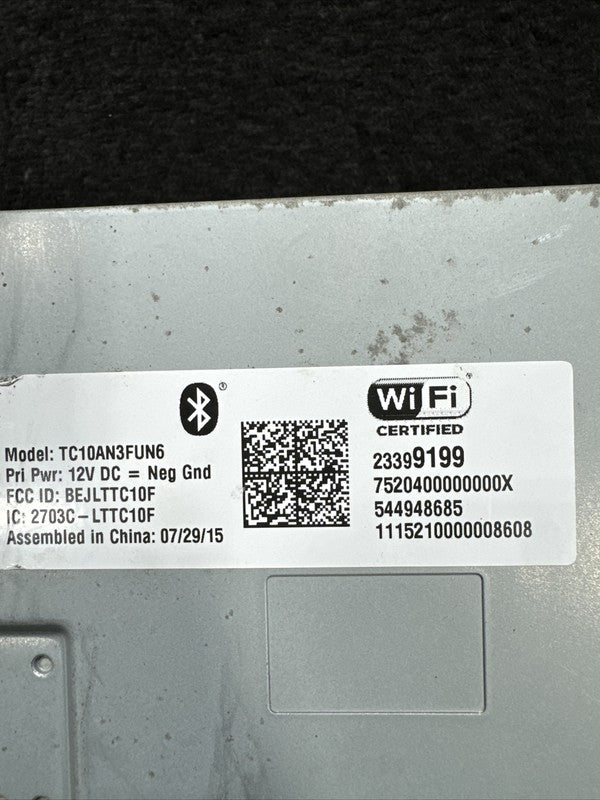 Model: TC10AN3FUN6
Pri Pwr: 12V DC = Neg Gnd
FCC ID: BEJLTTC10F
IC: 2703C-LTTC10F
Assembled in China: 07/29/15
Wi Fi®
CERTIFIED
23399199
7520400000000X
544948685
1115210000008608